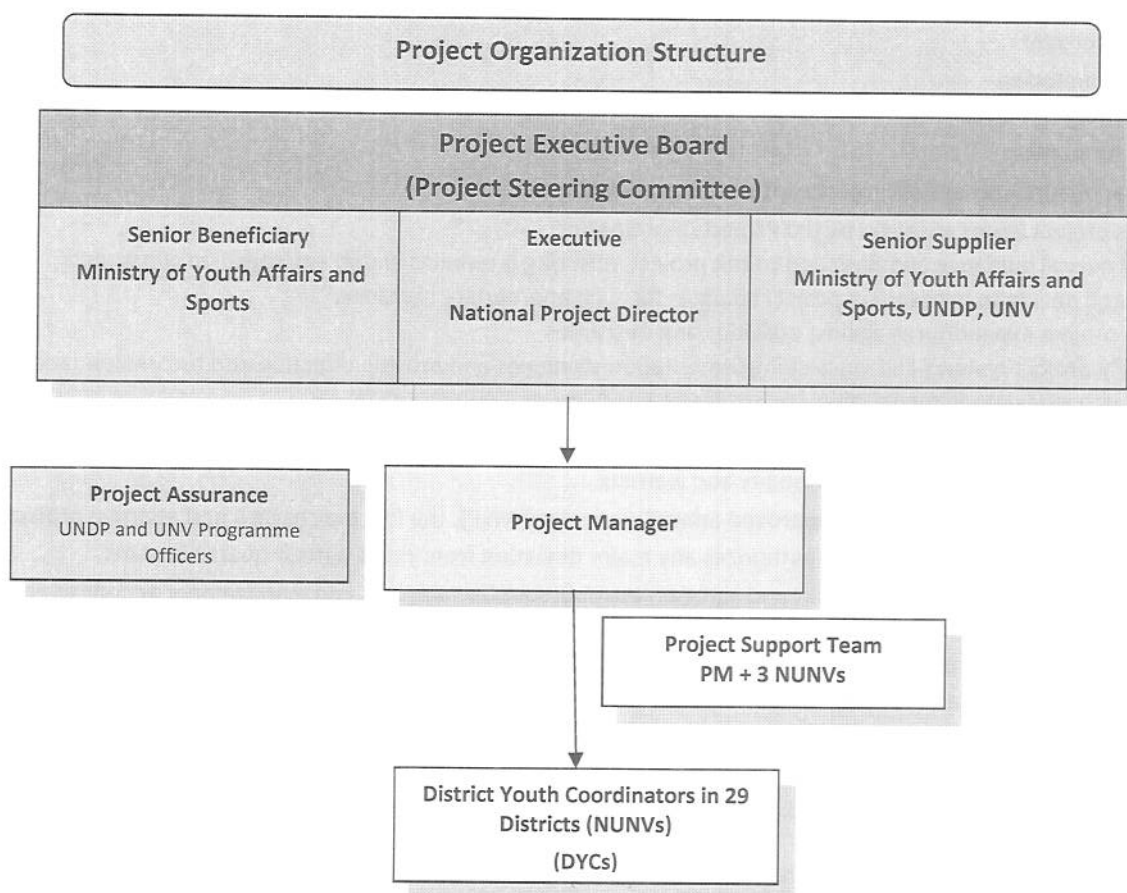 Project Organization Structure
Project Executive Board
(Project Steering Committee)
Senior Beneficiary
Ministry of Youth Affairs and
Sports
Executive
National Project Director
Senior Supplier
Ministry of Youth Affairs and
Sports, UNDP, UNV
Project Assurance
UNDP and UNV Programme
Officers
Project Manager
Project Support Team
PM + 3 NUNVs
District Youth Coordinators in 29
Districts (NUNVs)
(DYCs)